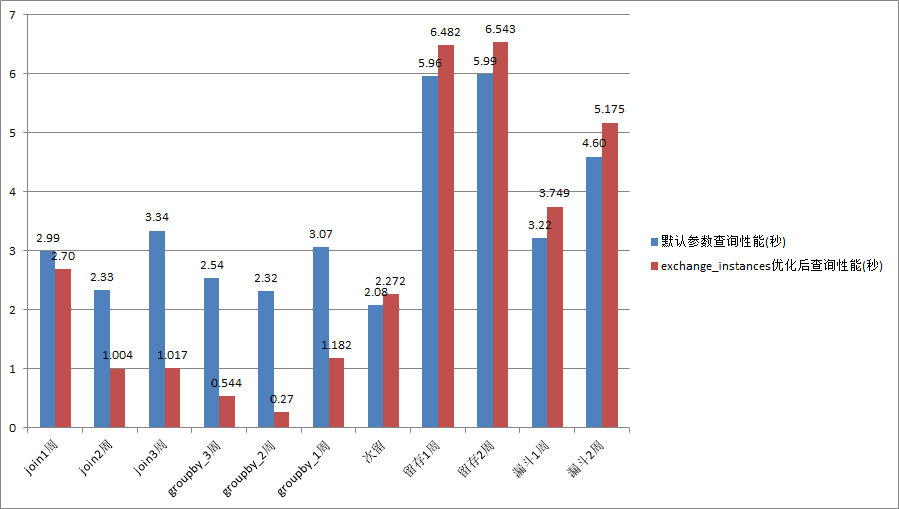 7
6
5
4
3
2
1
0
2.99
2.70
2.33
1.004
3.34
1.017
2.54
0.544
2.32
0.27
3.07
1.182
2.08
2.272
5.96
6.482
5.99
6.543
3.22
3.749
4.60
5.175
join1周
join2周
join3周
groupby_3周
groupby_2周
groupby_1周
次留
留存1周
留存2周
漏斗1周
漏斗2周
默认参数查询性能(秒)
exchange_instances优化后查询性能(秒)